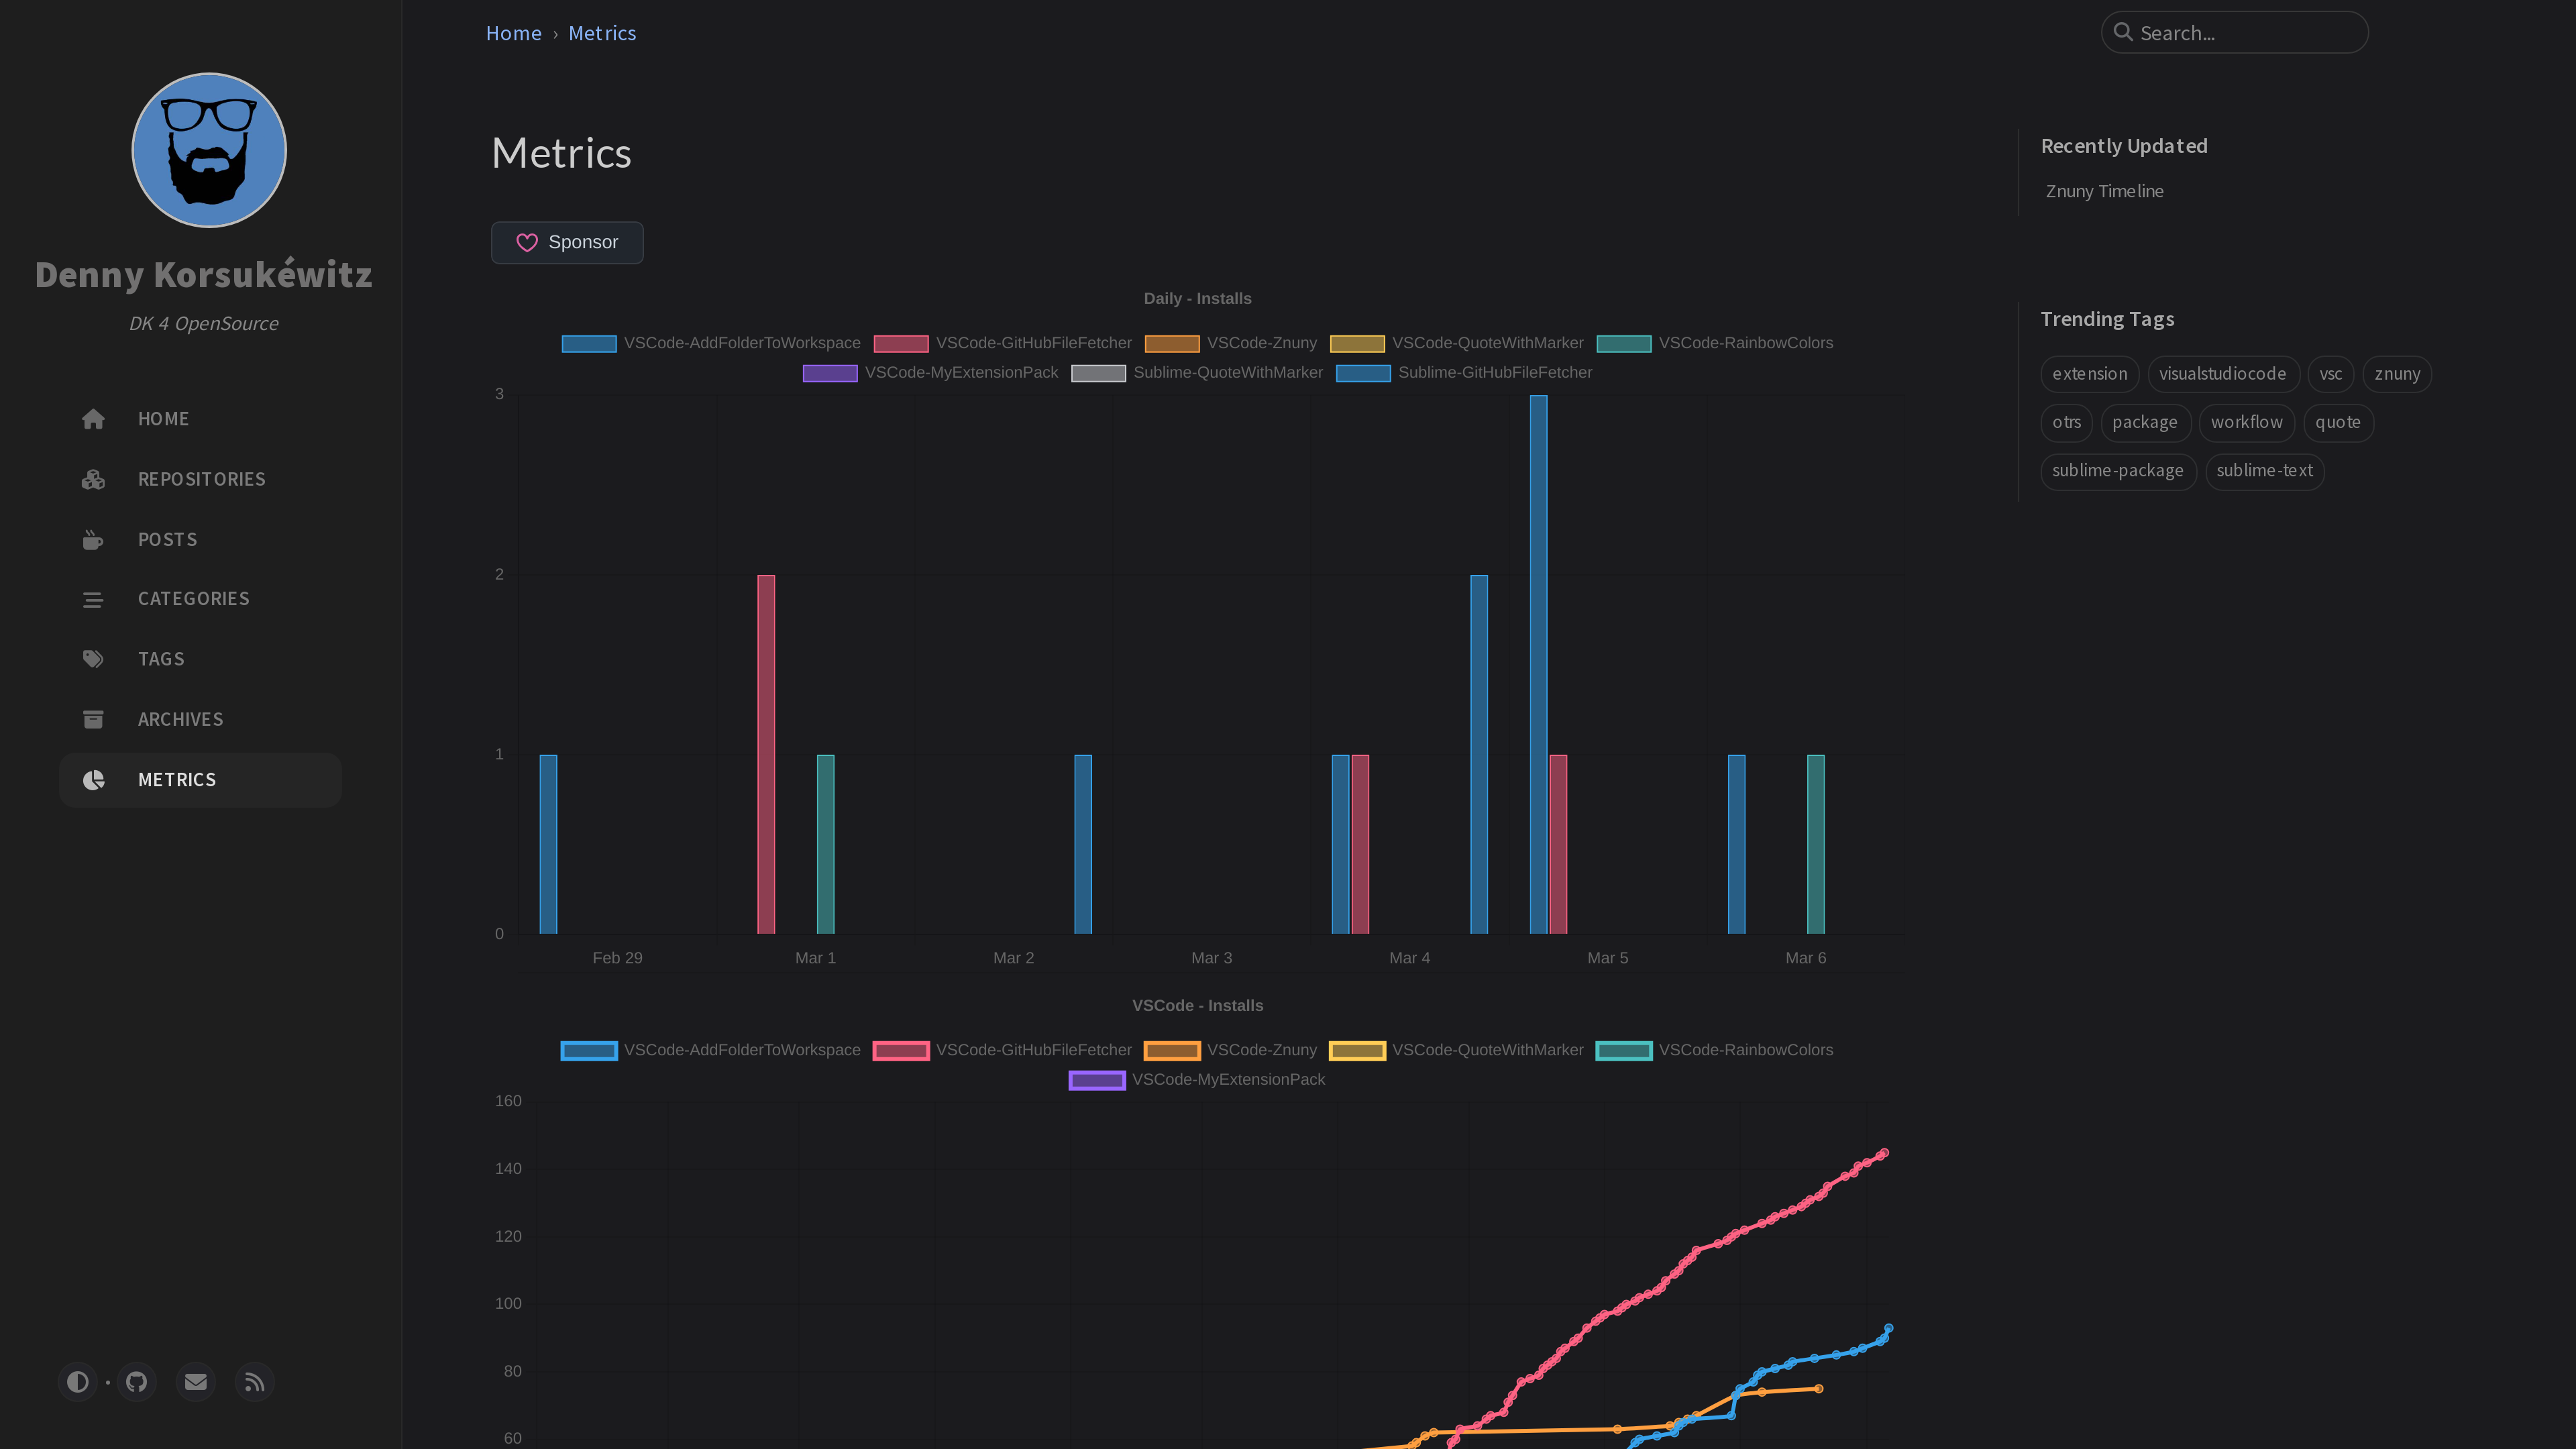 Denny Korsukéwitz
DK 4 OpenSource
HOME
REPOSITORIES
POSTS
CATEGORIES
TAGS
ARCHIVES
METRICS
Home › Metrics
Search...
Metrics
Sponsor
Daily - Installs
VSCode-AddFolderToWorkspace VSCode-GitHubFileFetcher VSCode-Znuny VSCode-QuoteWithMarker VSCode-RainbowColors
VSCode-MyExtensionPack Sublime-QuoteWithMarker Sublime-GitHubFileFetcher
3
2
1
0
Feb 29 Mar 1 Mar 2 Mar 3 Mar 4 Mar 5 Mar 6
VSCode - Installs
VSCode-AddFolderToWorkspace VSCode-GitHubFileFetcher VSCode-Znuny VSCode-QuoteWithMarker VSCode-RainbowColors
VSCode-MyExtensionPack
160
140
120
100
80
60
Recently Updated
Znuny Timeline
Trending Tags
extension visualstudiocode vsc znuny
otrs package workflow quote
sublime-package sublime-text